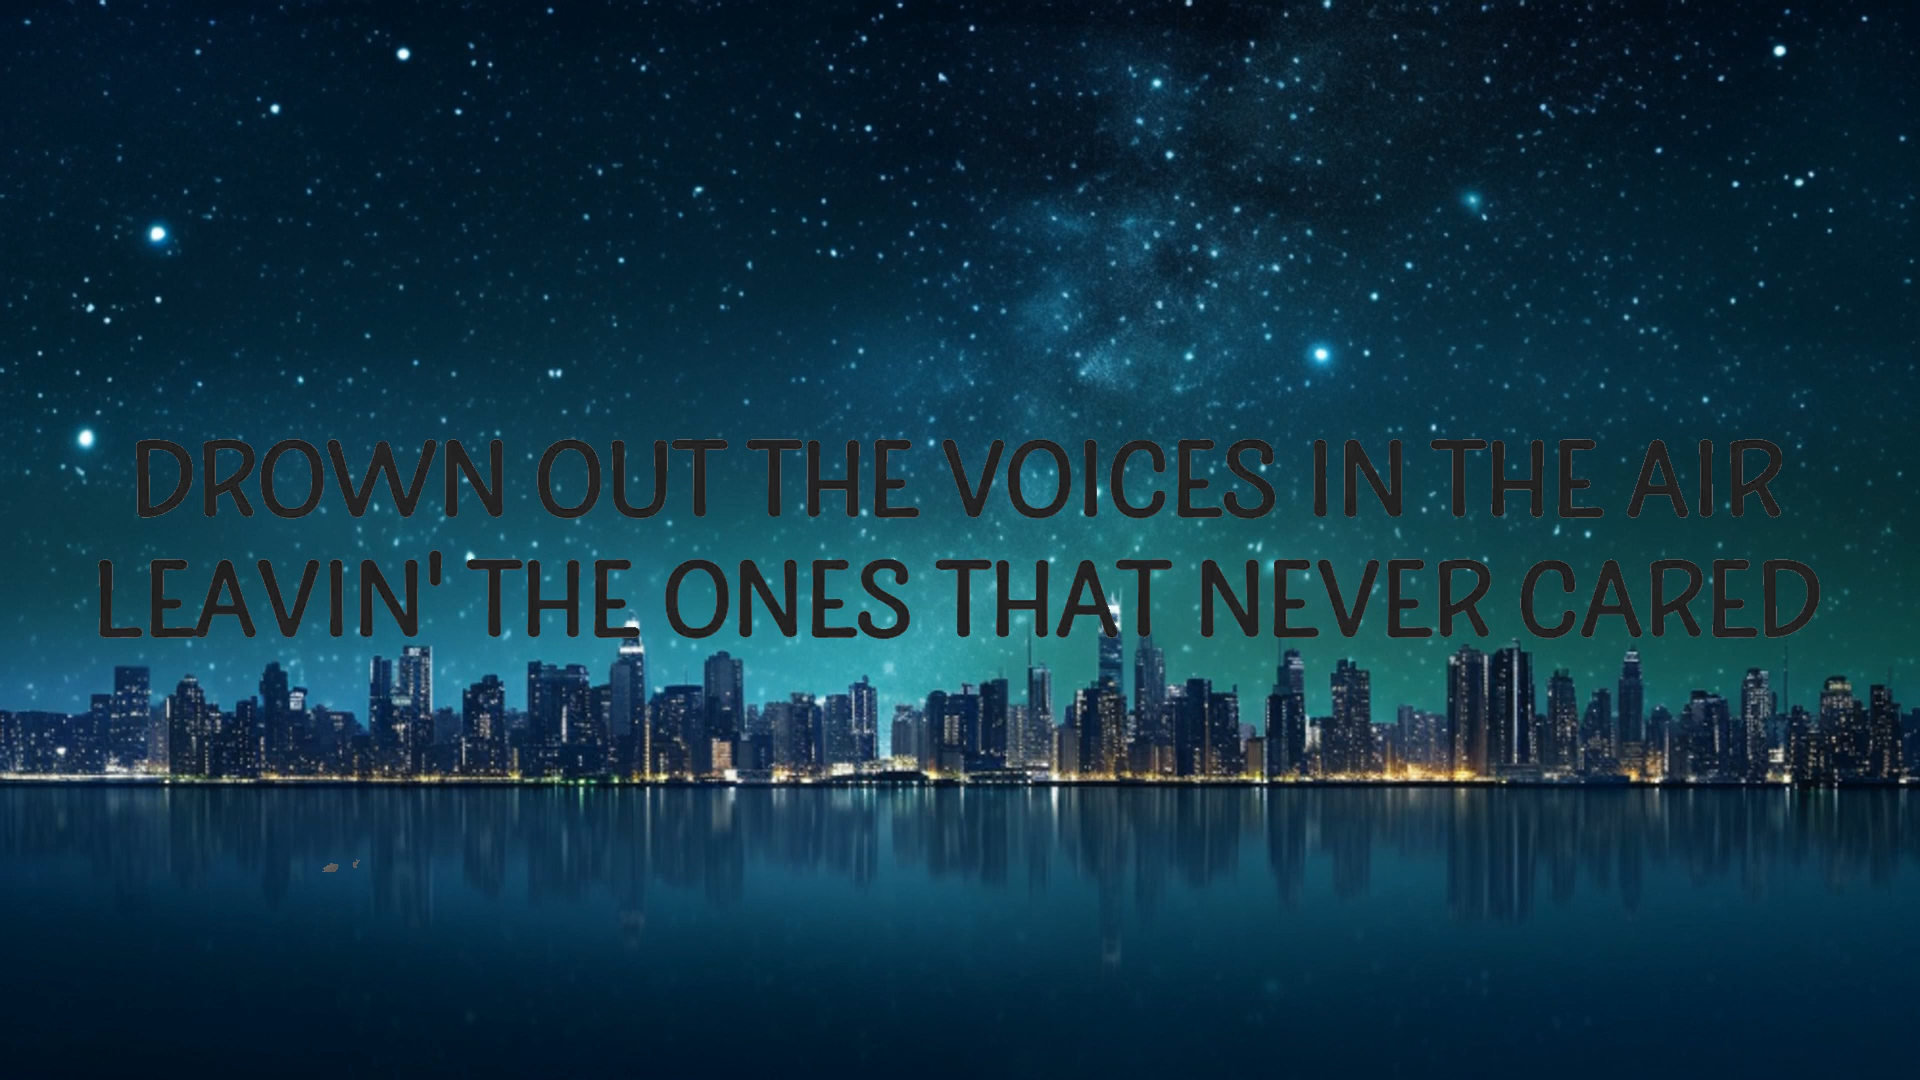 DROWN OUT THE VOICES IN THE AIR
LEAVIN' THE ONES THAT NEVER CARED